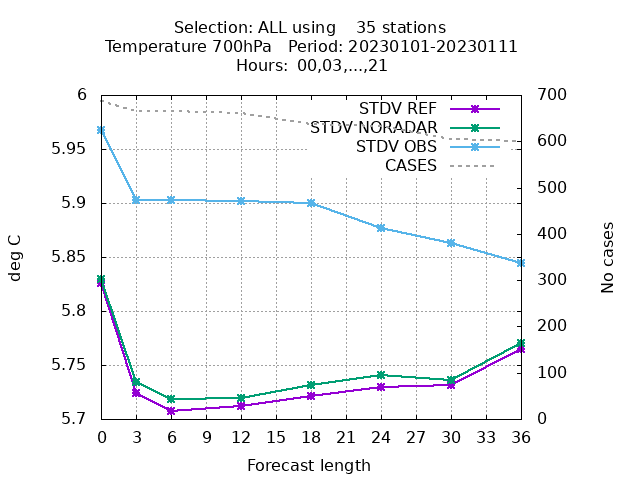 Selection: ALL using    35 stations
Temperature 700hPa   Period: 20230101-20230111
Hours: 00,03,...,21
STDV REF
STDV NORADAR
STDV OBS
CASES
6
5.95
5.9
5.85
5.8
5.75
5.7
700
600
500
400
300
200
100
0
deg C
No cases
0 3 6 9 12 15 18 21 24 27 30 33 36
Forecast length